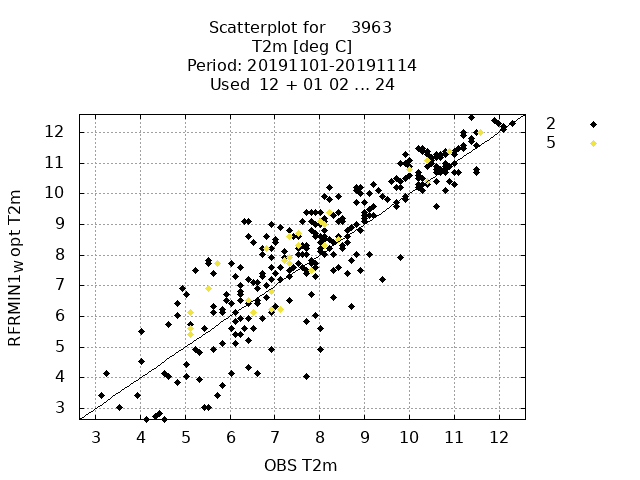 Scatterplot for 3963
T2m [deg C]
Period: 20191101-20191114
Used 12 + 01 02 ... 24
2
5
RFRMIN1_W opt T2m
12
11
10
9
8
7
6
5
4
3
3 4 5 6 7 8 9 10 11 12
OBS T2m